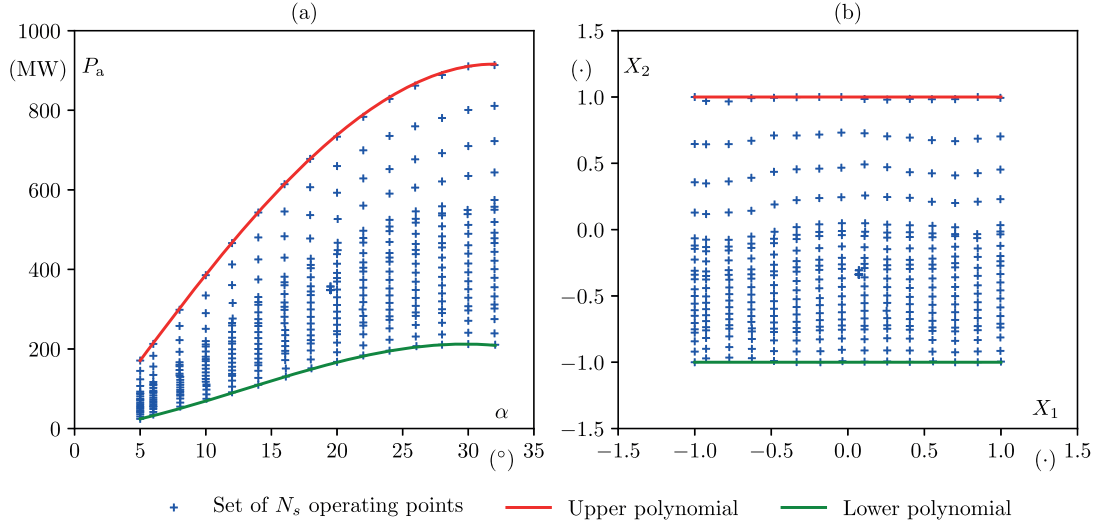 (a)
1000
(MW)
P_a
800
600
400
200
0
α
0 5 10 15 20 25 30 35
(°)
(b)
1.5
(·)
X_2
1.0
0.5
0.0
−0.5
−1.0
−1.5
X_1
−1.5 −1.0 −0.5 0.0 0.5 1.0 1.5
(·)
Set of N_s operating points Upper polynomial Lower polynomial